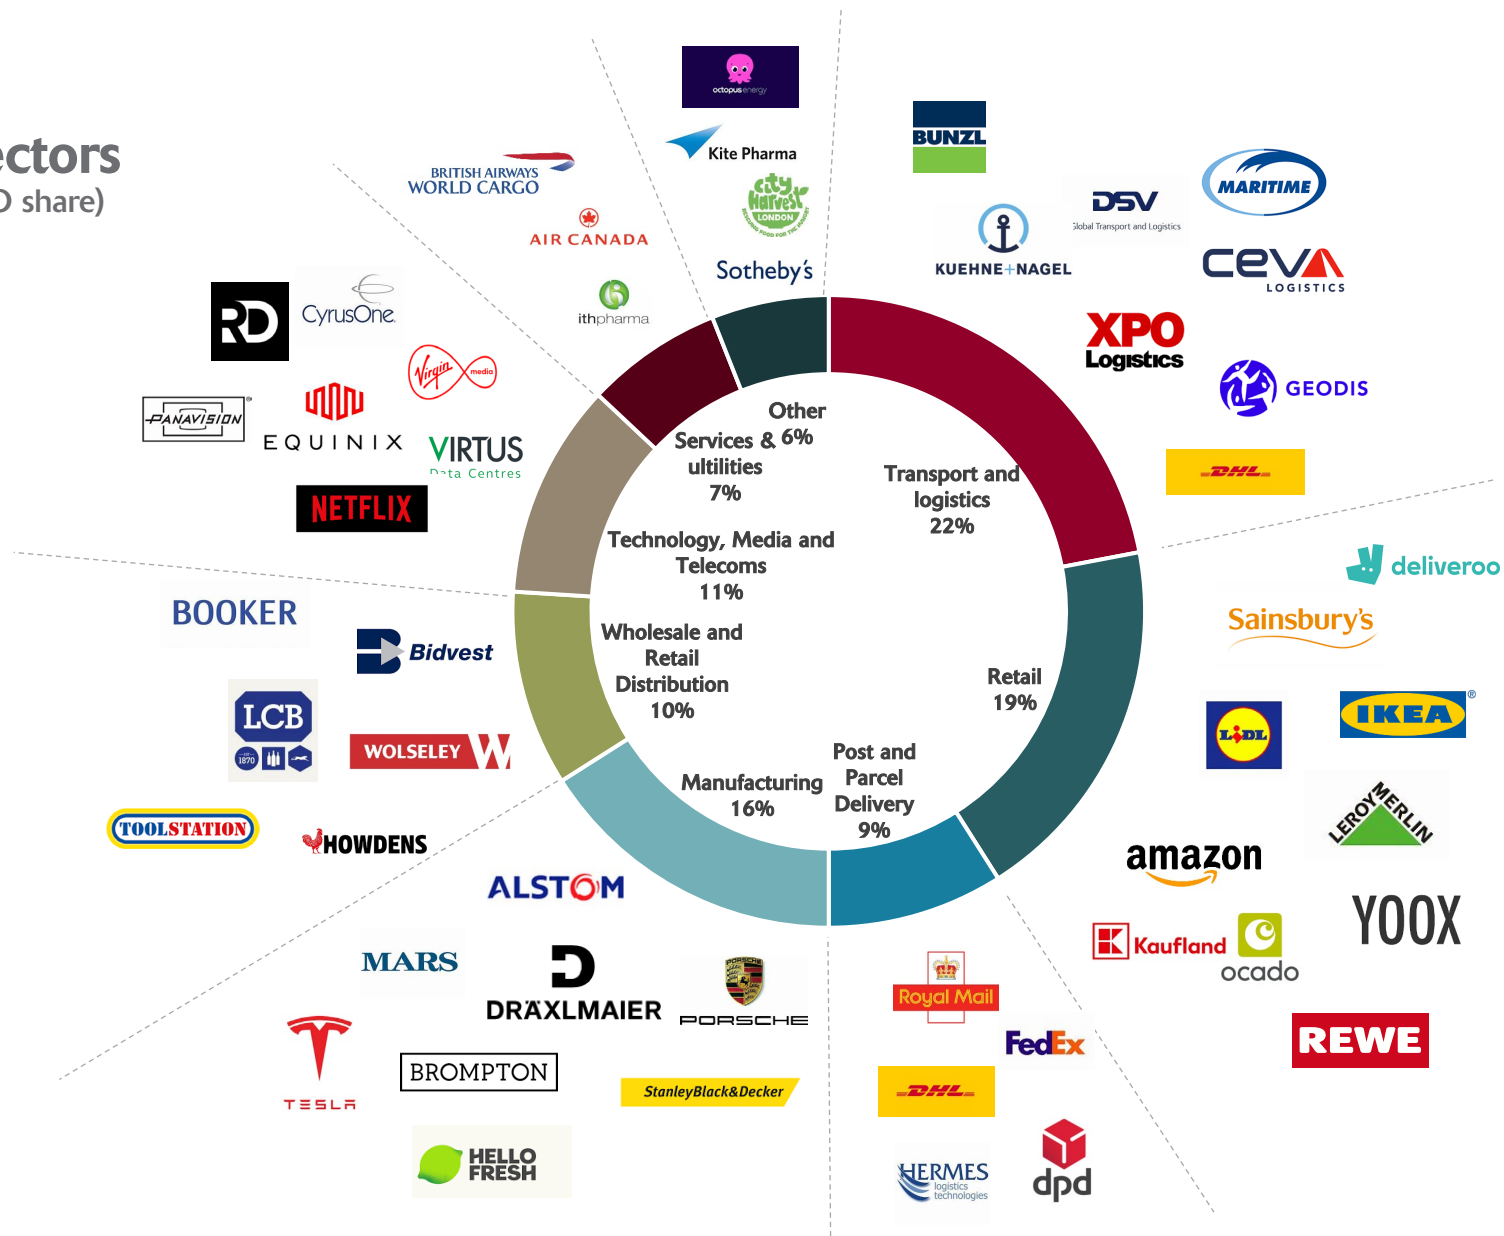 ectors
D share)
octopusenergy
Kite Pharma
City
Harvest
LONDON
Sotheby's
BRITISH AIRWAYS
WORLD CARGO
AIR CANADA
ithpharma
BUNZL
KUEHNE+NAGEL
DSV
Global Transport and Logistics
MARITIME
CEVA
LOGISTICS
XPO
Logistics
GEODIS
DHL
RD
CyrusOne
Virgin media
PANAVISION®
EQUINIX
VIRTUS
Data Centres
NETFLIX
Other
6%
Services &
ultilities
7%
Transport and
logistics
22%
Technology, Media and
Telecoms
11%
Wholesale and
Retail
Distribution
10%
Retail
19%
Post and
Parcel
Delivery
9%
Manufacturing
16%
deliveroo
Sainsbury's
LIDL
IKEA®
LEROY MERLIN
amazon
YOOX
K Kaufland
ocado
REWE
BOOKER
Bidvest
LCB
EST
1870
WOLSELEY W
TOOLSTATION
HOWDENS
ALSTOM
MARS
DRÄXLMAIER
PORSCHE
PORSCHE
TESLA
BROMPTON
StanleyBlack&Decker
HELLO
FRESH
Royal Mail
FedEx
DHL
HERMES
logistics
technologies
dpd